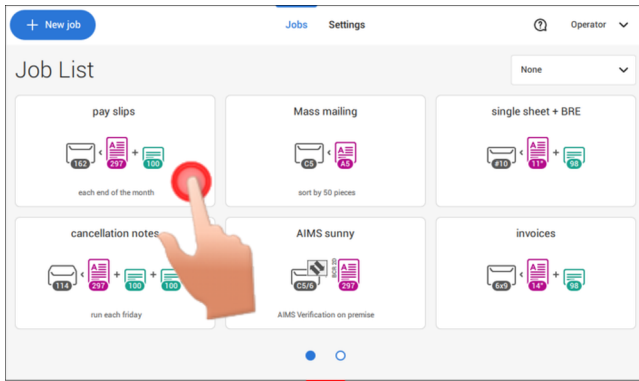 + New job
Jobs Settings
? Operator
Job List
None
pay slips
162 < A 297 + 100
each end of the month
Mass mailing
C5 < A A5
sort by 50 pieces
single sheet + BRE
#10 < A 11" + 98
cancellation notes
114 < A 297 + 100 + 100
run each friday
AIMS sunny
C5/6 BCR 2D A 297
AIMS Verification on premise
invoices
6x9 < A 14" + 98